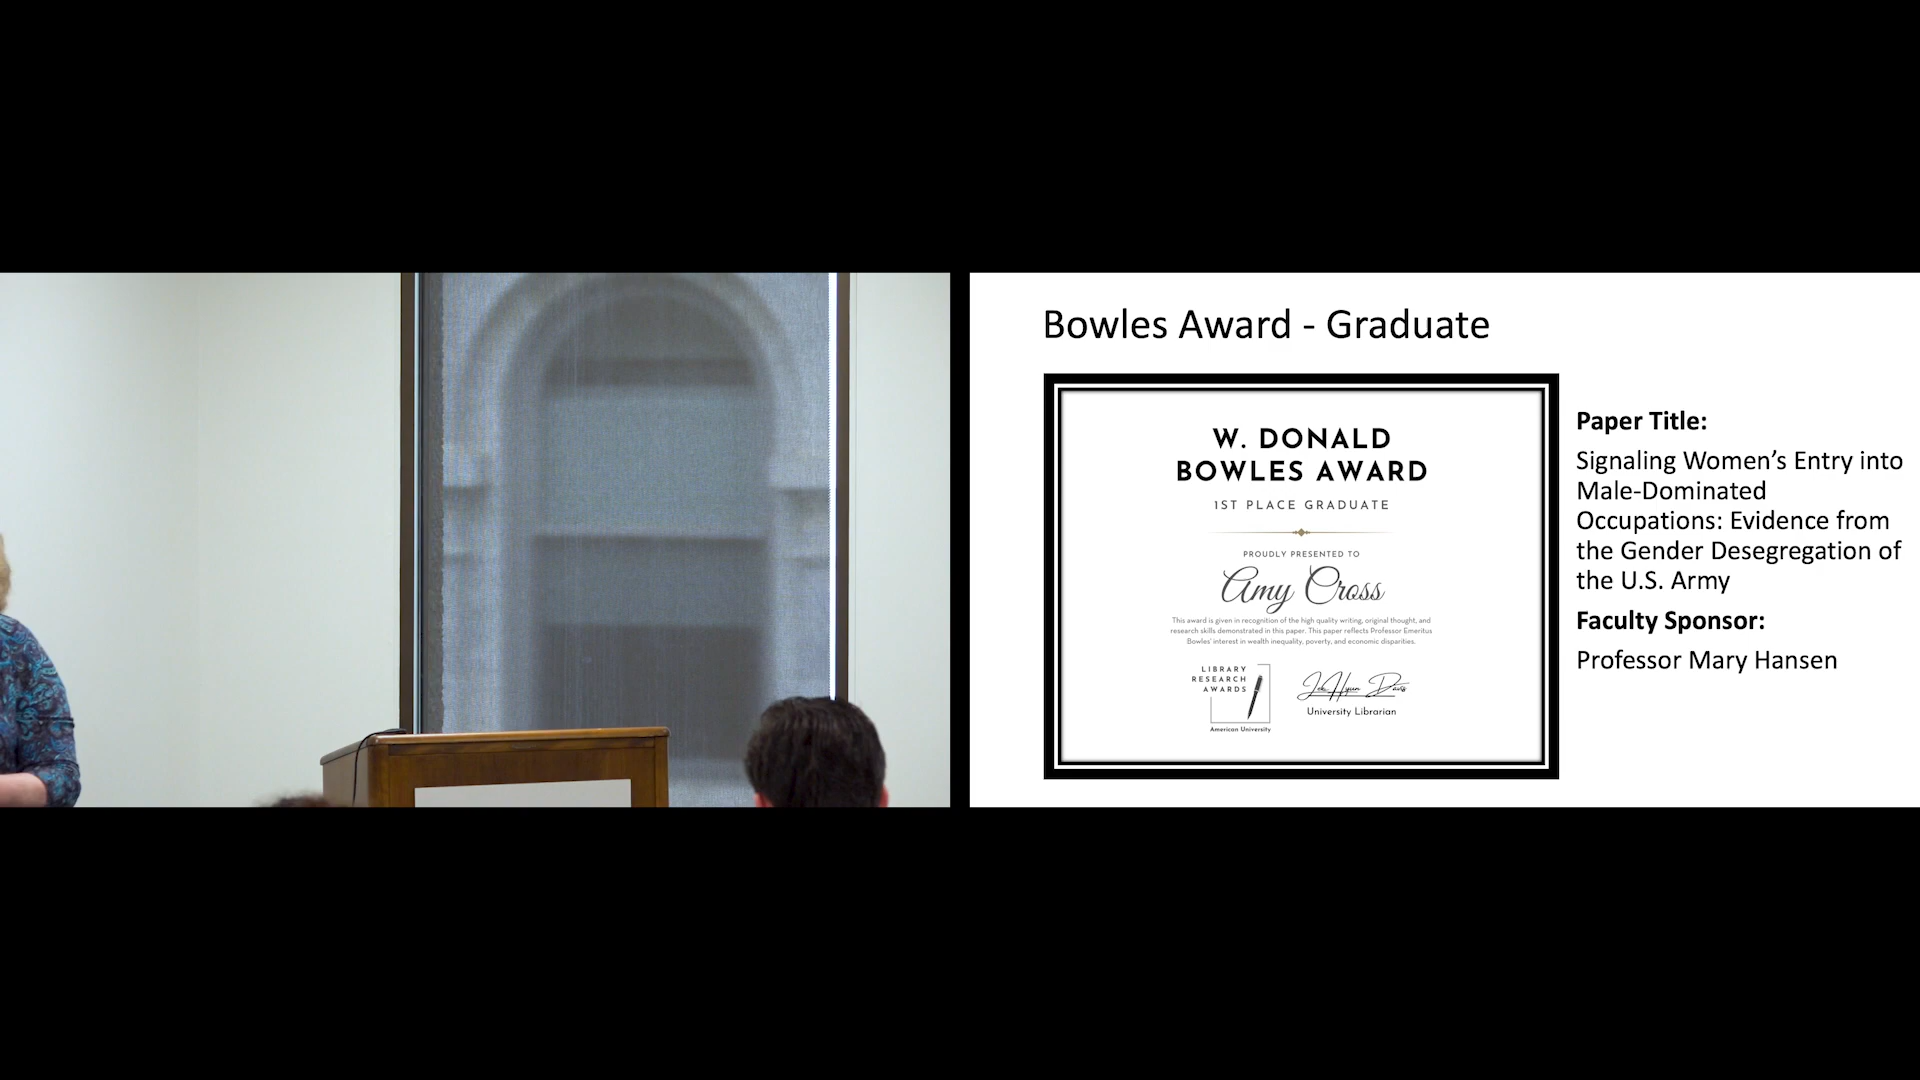 Bowles Award - Graduate
W. DONALD
BOWLES AWARD
1ST PLACE GRADUATE
PROUDLY PRESENTED TO
Amy Cross
This award is given in recognition of the high quality writing, original thought, and
research skills demonstrated in this paper. This paper reflects Professor Emeritus
Bowles' interest in wealth inequality, poverty, and economic disparities.
LIBRARY
RESEARCH
AWARDS
American University
University Librarian
Paper Title:
Signaling Women’s Entry into
Male-Dominated
Occupations: Evidence from
the Gender Desegregation of
the U.S. Army
Faculty Sponsor:
Professor Mary Hansen